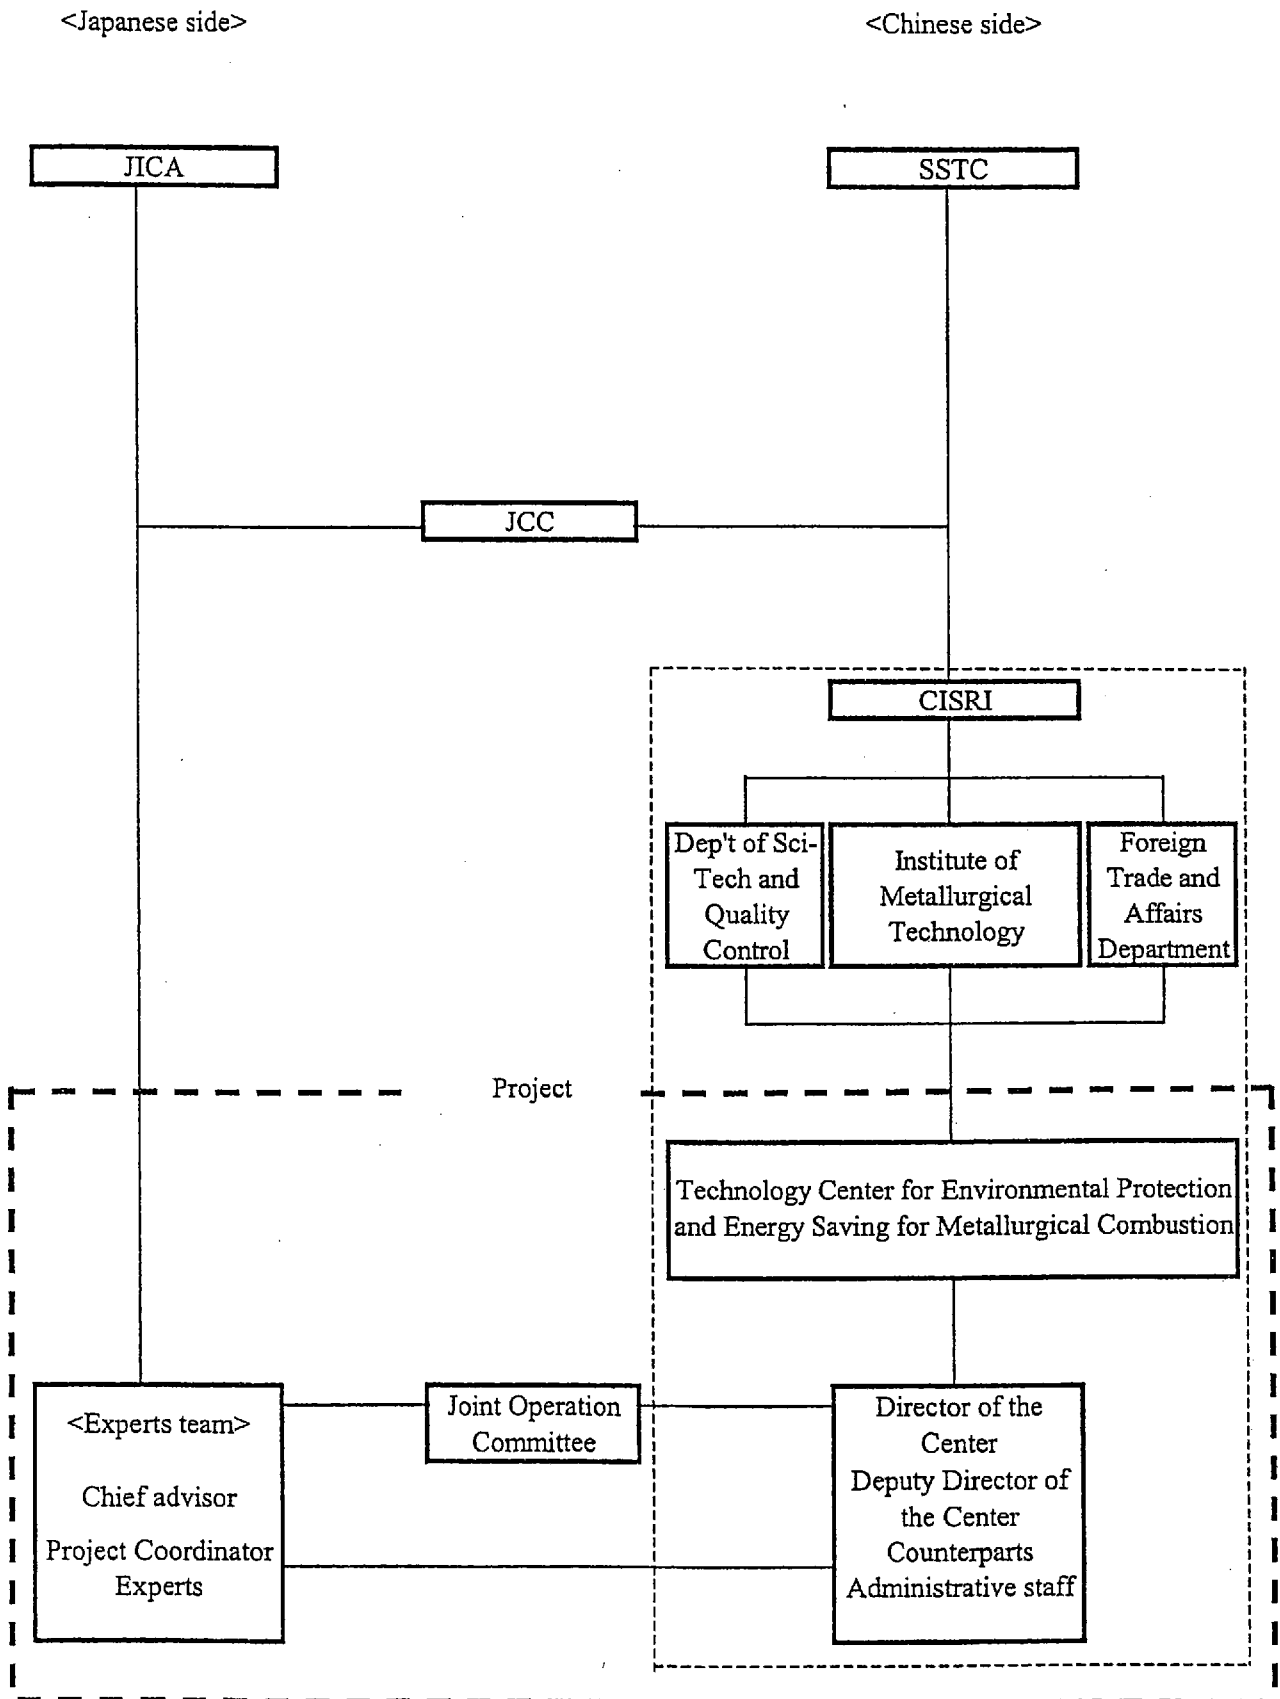 <Japanese side>
<Chinese side>
JICA
SSTC
JCC
CISRI
Dep't of Sci-
Tech and
Quality
Control
Institute of
Metallurgical
Technology
Foreign
Trade and
Affairs
Department
Project
Technology Center for Environmental Protection
and Energy Saving for Metallurgical Combustion
<Experts team>
Chief advisor
Project Coordinator
Experts
Joint Operation
Committee
Director of the
Center
Deputy Director of
the Center
Counterparts
Administrative staff